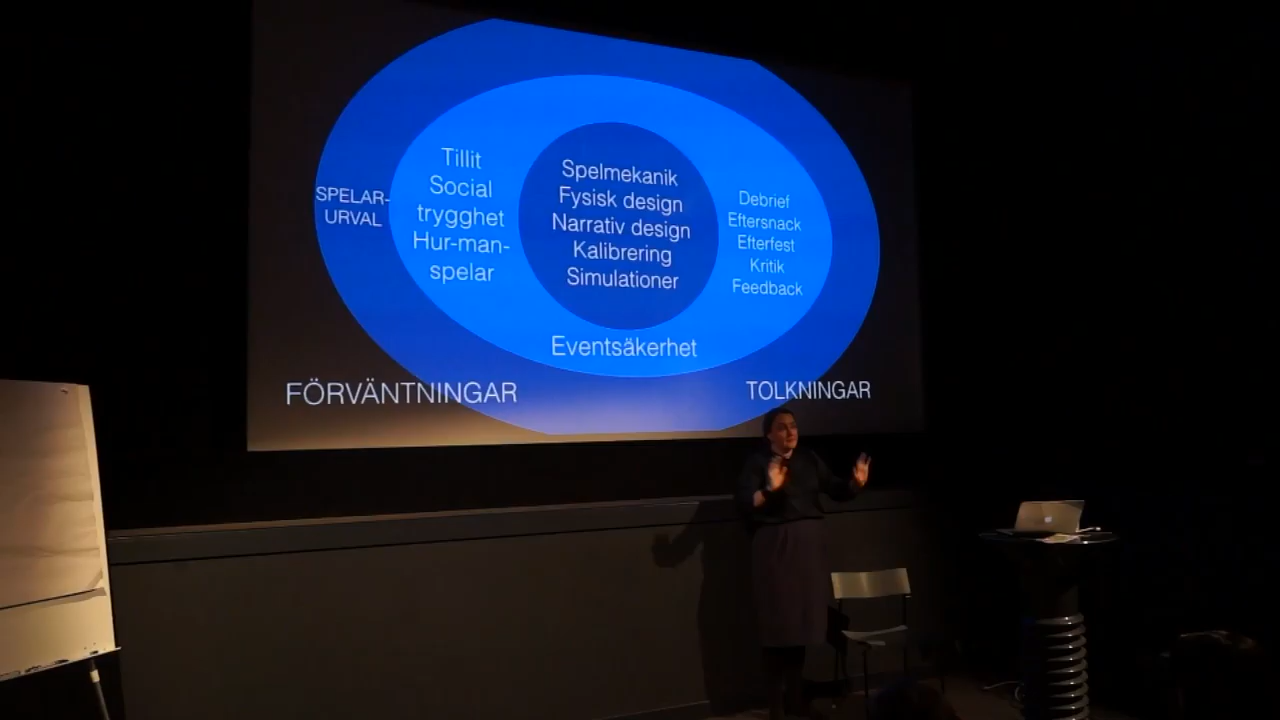 SPELAR-
URVAL
Tillit
Social
trygghet
Hur-man-
spelar
Spelmekanik
Fysisk design
Narrativ design
Kalibrering
Simulationer
Debrief
Eftersnack
Efterfest
Kritik
Feedback
Eventsäkerhet
FÖRVÄNTNINGAR
TOLKNINGAR